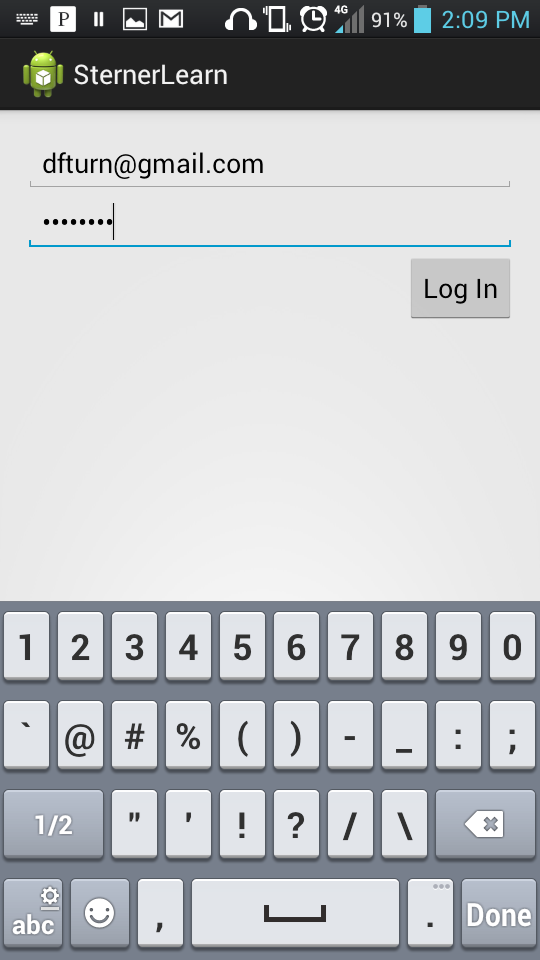 P 4G 91% 2:09 PM
SternerLearn
dfturn@gmail.com
••••••••
Log In
1 2 3 4 5 6 7 8 9 0
` @ # % ( ) - _ : ;
1/2 " ' ! ? / \
abc , . Done